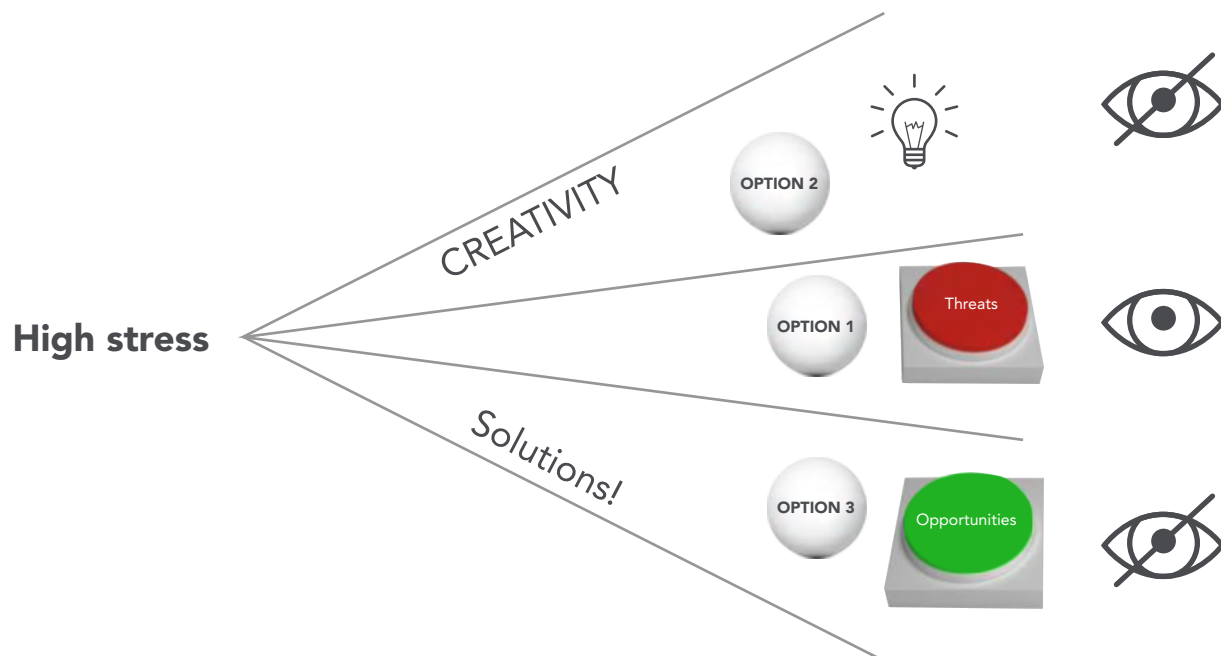 CREATIVITY
OPTION 2
High stress
OPTION 1
Threats
Solutions!
OPTION 3
Opportunities